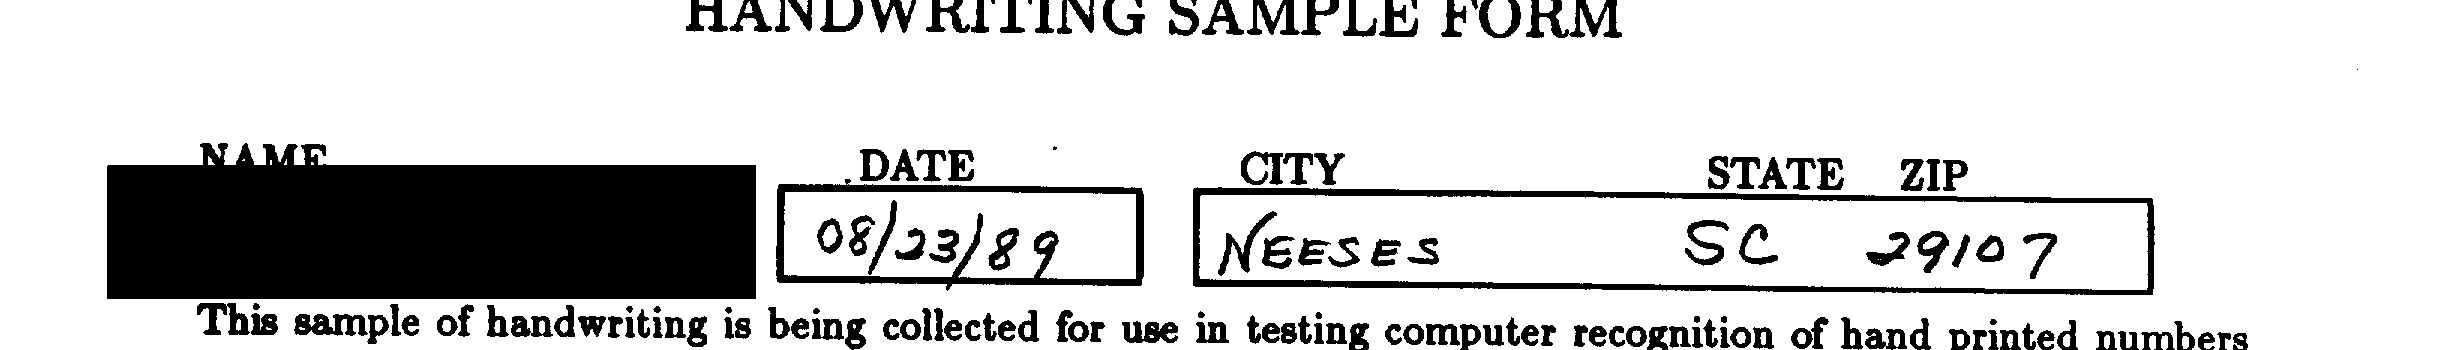 HANDWRITING SAMPLE FORM
NAME DATE CITY STATE ZIP
08/23/89 NEESES SC 29107
This sample of handwriting is being collected for use in testing computer recognition of hand printed numbers